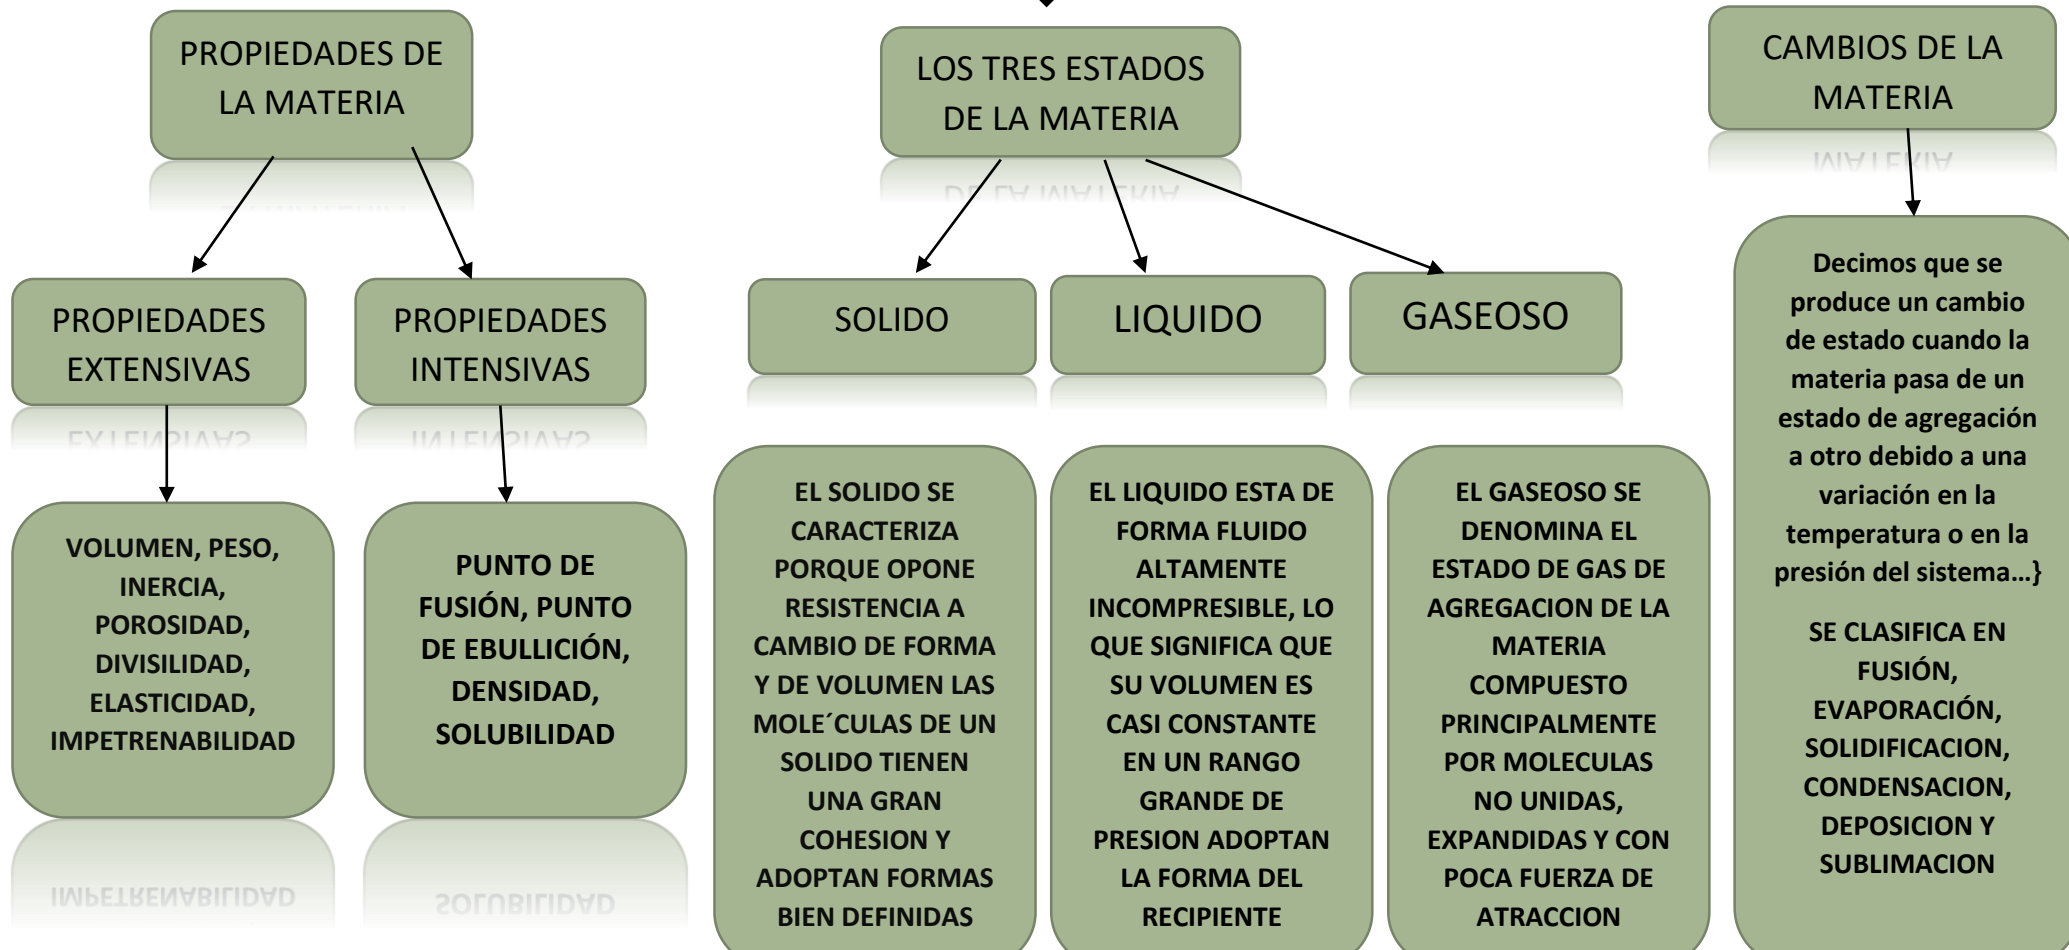 PROPIEDADES DE
LA MATERIA
LOS TRES ESTADOS
DE LA MATERIA
CAMBIOS DE LA
MATERIA
PROPIEDADES
EXTENSIVAS
PROPIEDADES
INTENSIVAS
SOLIDO
LIQUIDO
GASEOSO
VOLUMEN, PESO,
INERCIA,
POROSIDAD,
DIVISILIDAD,
ELASTICIDAD,
IMPETRENABILIDAD
PUNTO DE
FUSIÓN, PUNTO
DE EBULLICIÓN,
DENSIDAD,
SOLUBILIDAD
EL SOLIDO SE
CARACTERIZA
PORQUE OPONE
RESISTENCIA A
CAMBIO DE FORMA
Y DE VOLUMEN LAS
MOLE´CULAS DE UN
SOLIDO TIENEN
UNA GRAN
COHESION Y
ADOPTAN FORMAS
BIEN DEFINIDAS
EL LIQUIDO ESTA DE
FORMA FLUIDO
ALTAMENTE
INCOMPRESIBLE, LO
QUE SIGNIFICA QUE
SU VOLUMEN ES
CASI CONSTANTE
EN UN RANGO
GRANDE DE
PRESION ADOPTAN
LA FORMA DEL
RECIPIENTE
EL GASEOSO SE
DENOMINA EL
ESTADO DE GAS DE
AGREGACION DE LA
MATERIA
COMPUESTO
PRINCIPALMENTE
POR MOLECULAS
NO UNIDAS,
EXPANDIDAS Y CON
POCA FUERZA DE
ATRACCION
Decimos que se
produce un cambio
de estado cuando la
materia pasa de un
estado de agregación
a otro debido a una
variación en la
temperatura o en la
presión del sistema...}
SE CLASIFICA EN
FUSIÓN,
EVAPORACIÓN,
SOLIDIFICACION,
CONDENSACION,
DEPOSICION Y
SUBLIMACION